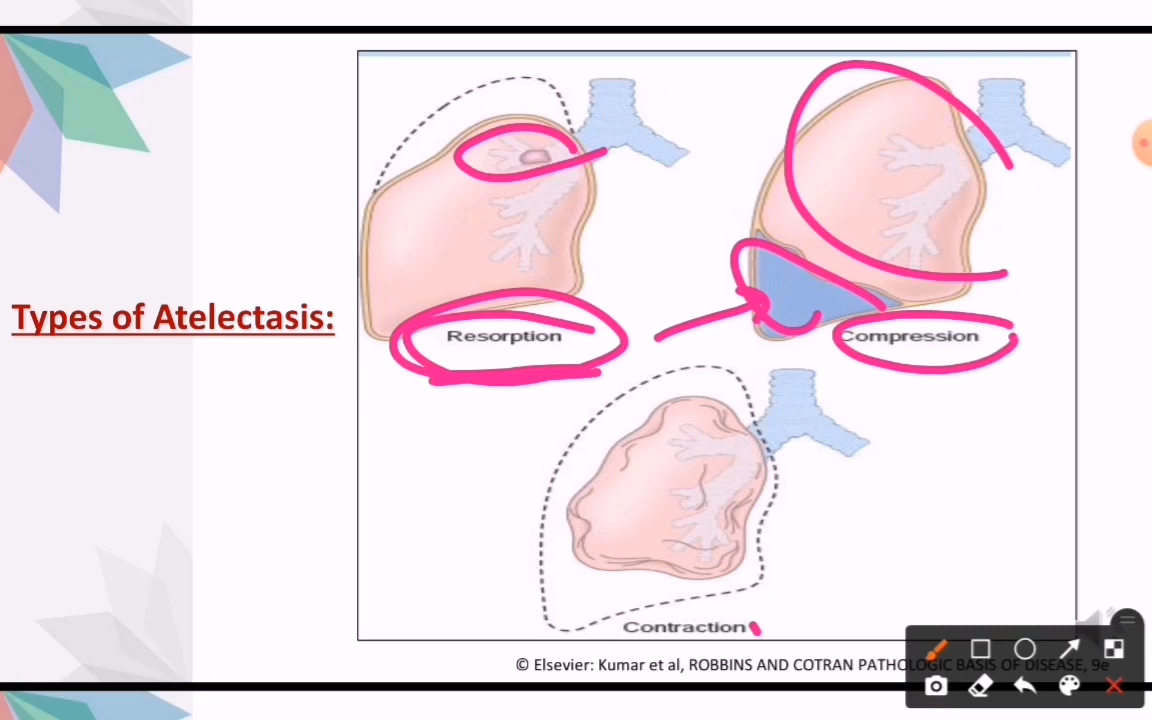 Types of Atelectasis:
Resorption
Compression
Contraction
© Elsevier: Kumar et al, ROBBINS AND COTRAN PATHOLOGIC BASIS OF DISEASE, 9e